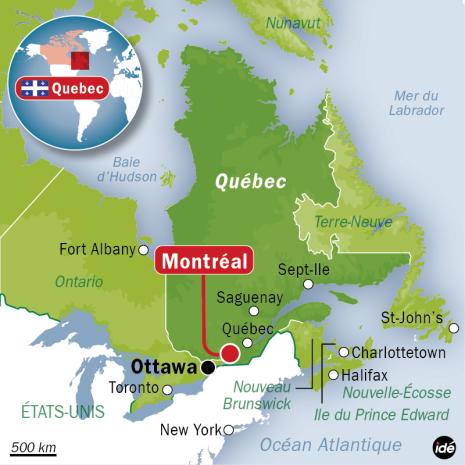 Nunavut
Quebec
Mer du
Labrador
Baie
d'Hudson
Québec
Terre-Neuve
Fort Albany
Montréal
Sept-Ile
Ontario
Saguenay
St-John's
Québec
Charlottetown
Ottawa
Halifax
Toronto
Nouveau
Brunswick
Nouvelle-Écosse
Ile du Prince Edward
ÉTATS-UNIS
New York
Océan Atlantique
500 km
idé